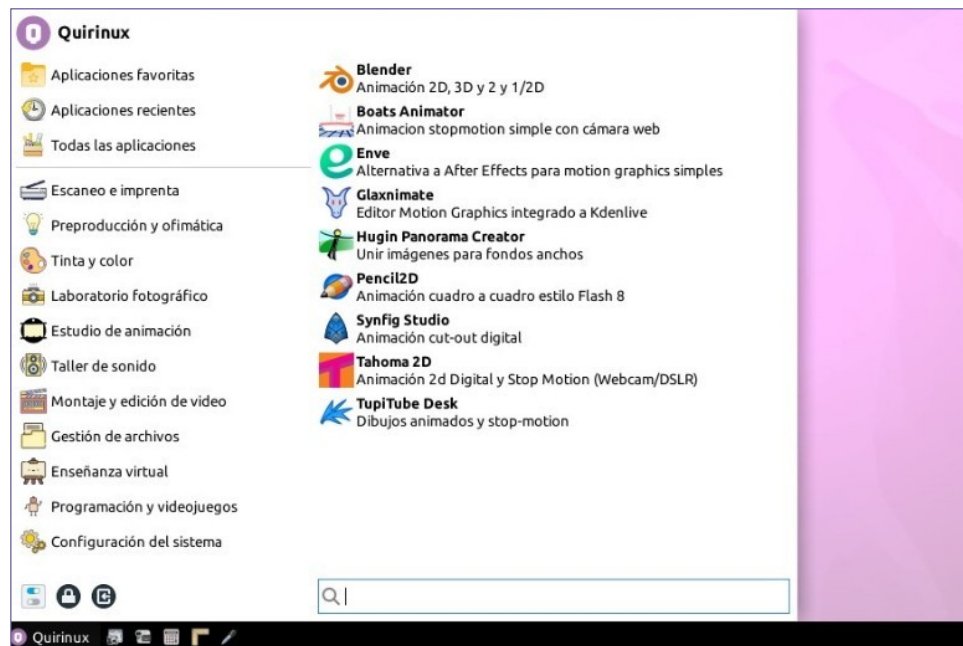 Quirinux
Aplicaciones favoritas
Aplicaciones recientes
Todas las aplicaciones
Escaneo e imprenta
Preproducción y ofimática
Tinta y color
Laboratorio fotográfico
Estudio de animación
Taller de sonido
Montaje y edición de video
Gestión de archivos
Enseñanza virtual
Programación y videojuegos
Configuración del sistema
Blender
Animación 2D, 3D y 2 y 1/2D
Boats Animator
Animacion stopmotion simple con cámara web
Enve
Alternativa a After Effects para motion graphics simples
Glaxnimate
Editor Motion Graphics integrado a Kdenlive
Hugin Panorama Creator
Unir imágenes para fondos anchos
Pencil2D
Animación cuadro a cuadro estilo Flash 8
Synfig Studio
Animación cut-out digital
Tahoma 2D
Animación 2d Digital y Stop Motion (Webcam/DSLR)
TupiTube Desk
Dibujos animados y stop-motion
Quirinux